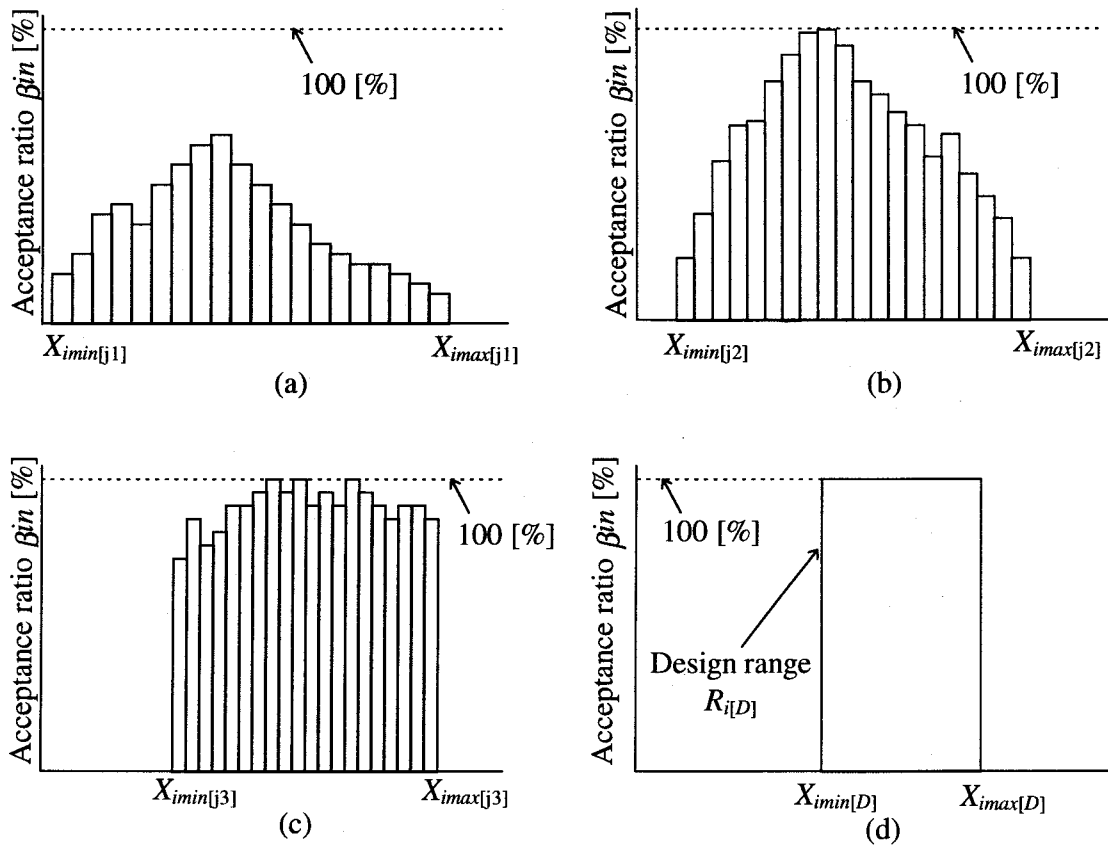 Acceptance ratio βin [%]
100 [%]
Ximin[j1]
Ximax[j1]
(a)
Acceptance ratio βin [%]
100 [%]
Ximin[j2]
Ximax[j2]
(b)
Acceptance ratio βin [%]
100 [%]
Ximin[j3]
Ximax[j3]
(c)
Acceptance ratio βin [%]
100 [%]
Design range
Ri[D]
Ximin[D]
Ximax[D]
(d)